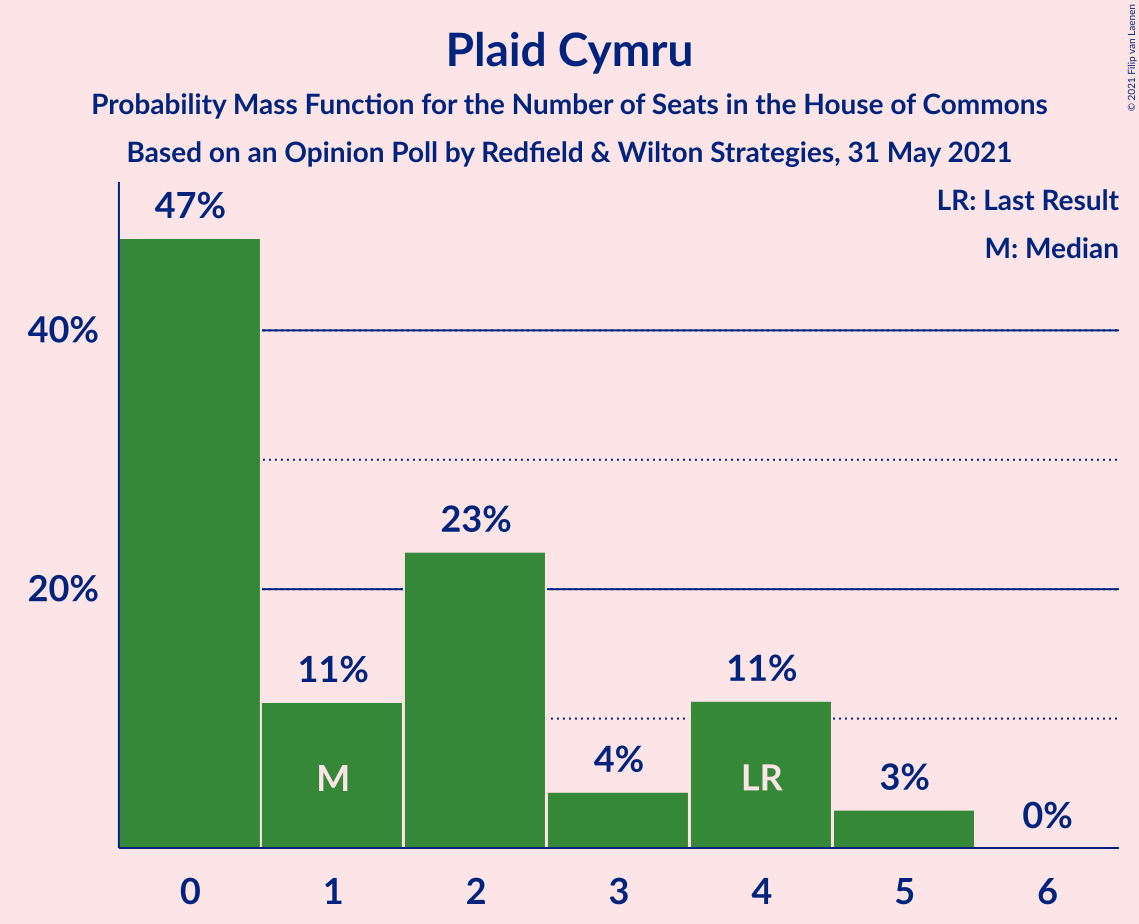 Plaid Cymru
Probability Mass Function for the Number of Seats in the House of Commons
Based on an Opinion Poll by Redfield & Wilton Strategies, 31 May 2021
© 2021 Filip van Laenen
LR: Last Result
M: Median
47%
40%
23%
20%
11%
11%
4%
3%
0%
M
LR
0 1 2 3 4 5 6